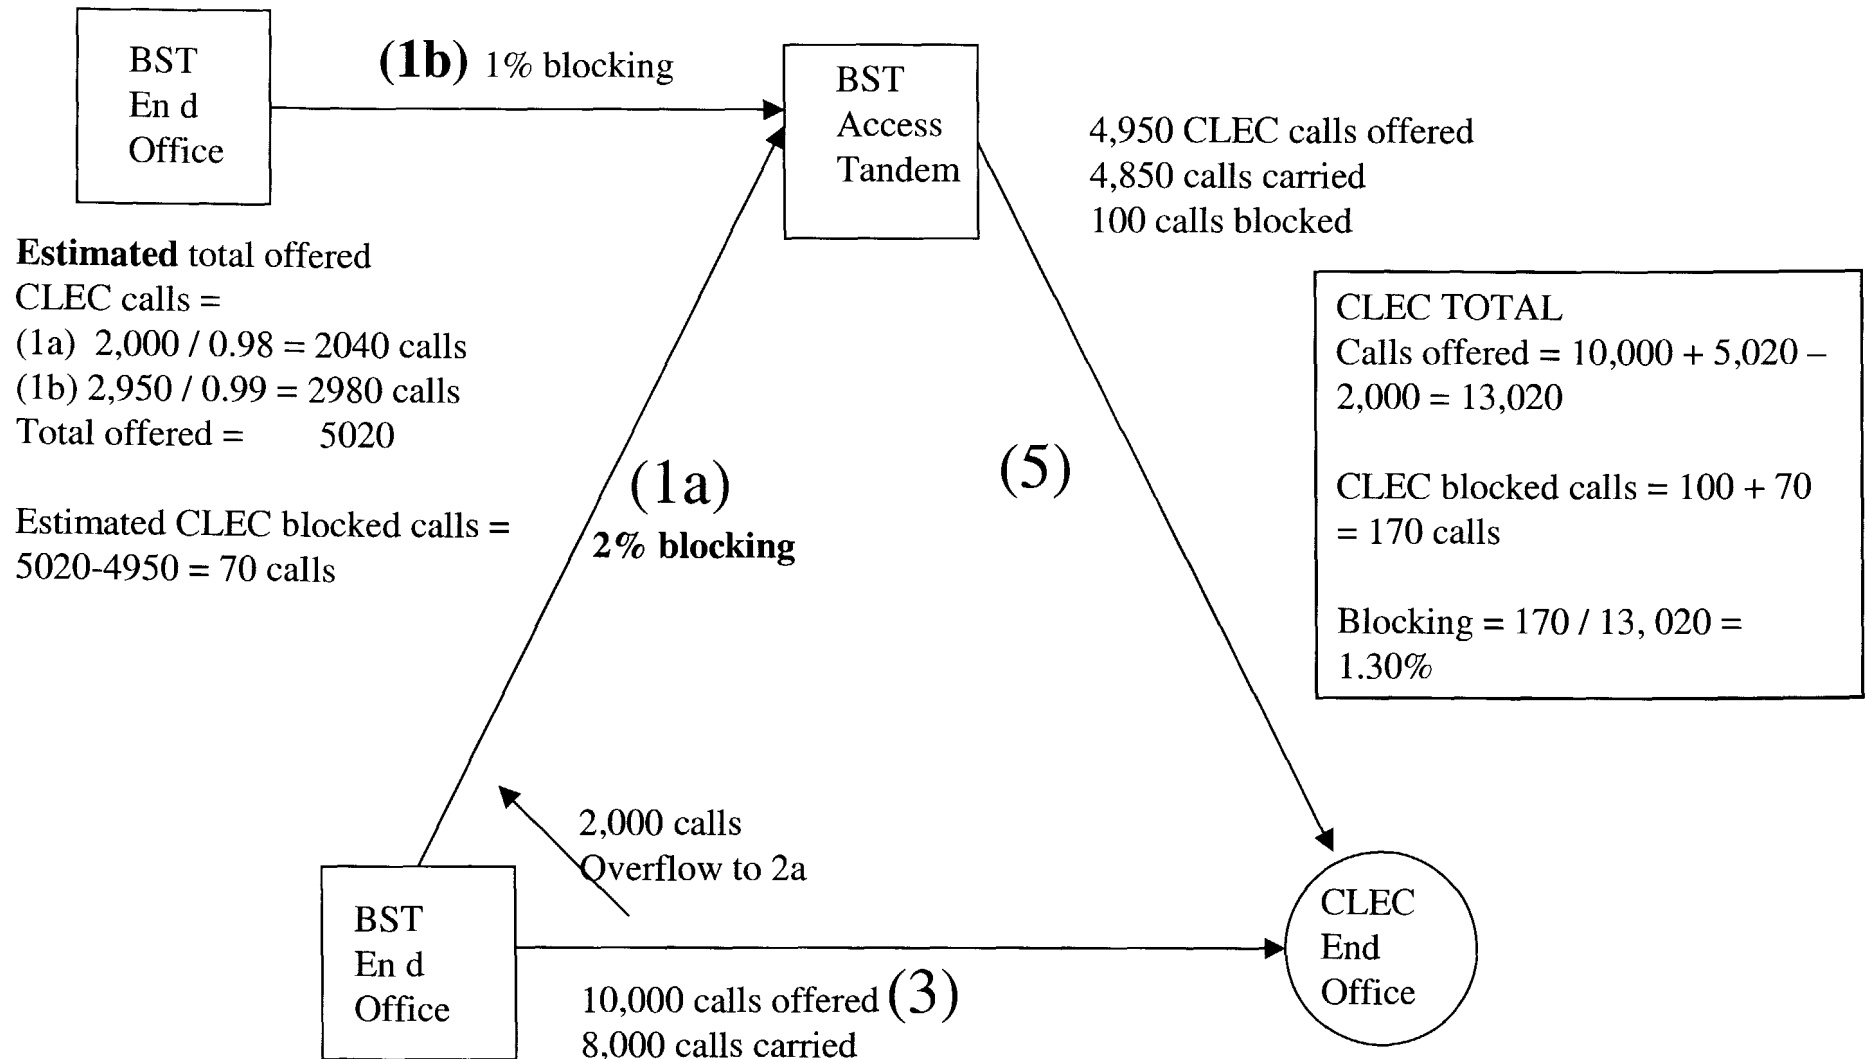 BST
En d
Office
(1b) 1% blocking
BST
Access
Tandem
4,950 CLEC calls offered
4,850 calls carried
100 calls blocked
Estimated total offered
CLEC calls =
(1a) 2,000 / 0.98 = 2040 calls
(1b) 2,950 / 0.99 = 2980 calls
Total offered = 5020
Estimated CLEC blocked calls =
5020-4950 = 70 calls
(1a)
2% blocking
(5)
CLEC TOTAL
Calls offered = 10,000 + 5,020 –
2,000 = 13,020
CLEC blocked calls = 100 + 70
= 170 calls
Blocking = 170 / 13, 020 =
1.30%
2,000 calls
Overflow to 2a
BST
En d
Office
10,000 calls offered (3)
8,000 calls carried
CLEC
End
Office